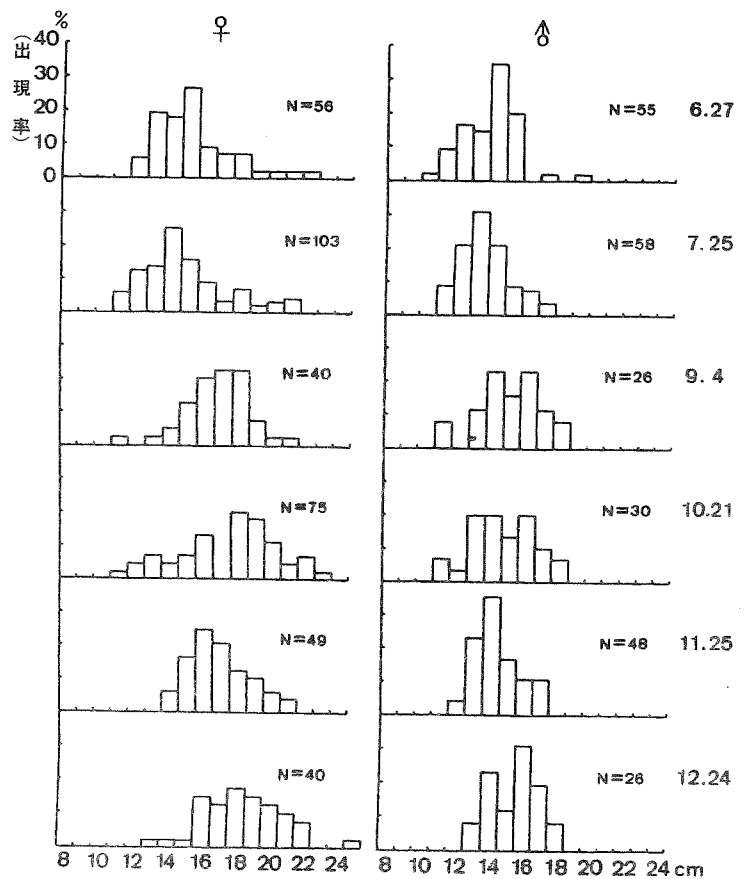 % ♀ ♂
(出現率)
40
30
20
10
0
N=56 N=55 6.27
N=103 N=58 7.25
N=40 N=26 9.4
N=75 N=30 10.21
N=49 N=48 11.25
N=40 N=26 12.24
8 10 12 14 16 18 20 22 24 8 10 12 14 16 18 20 22 24 cm